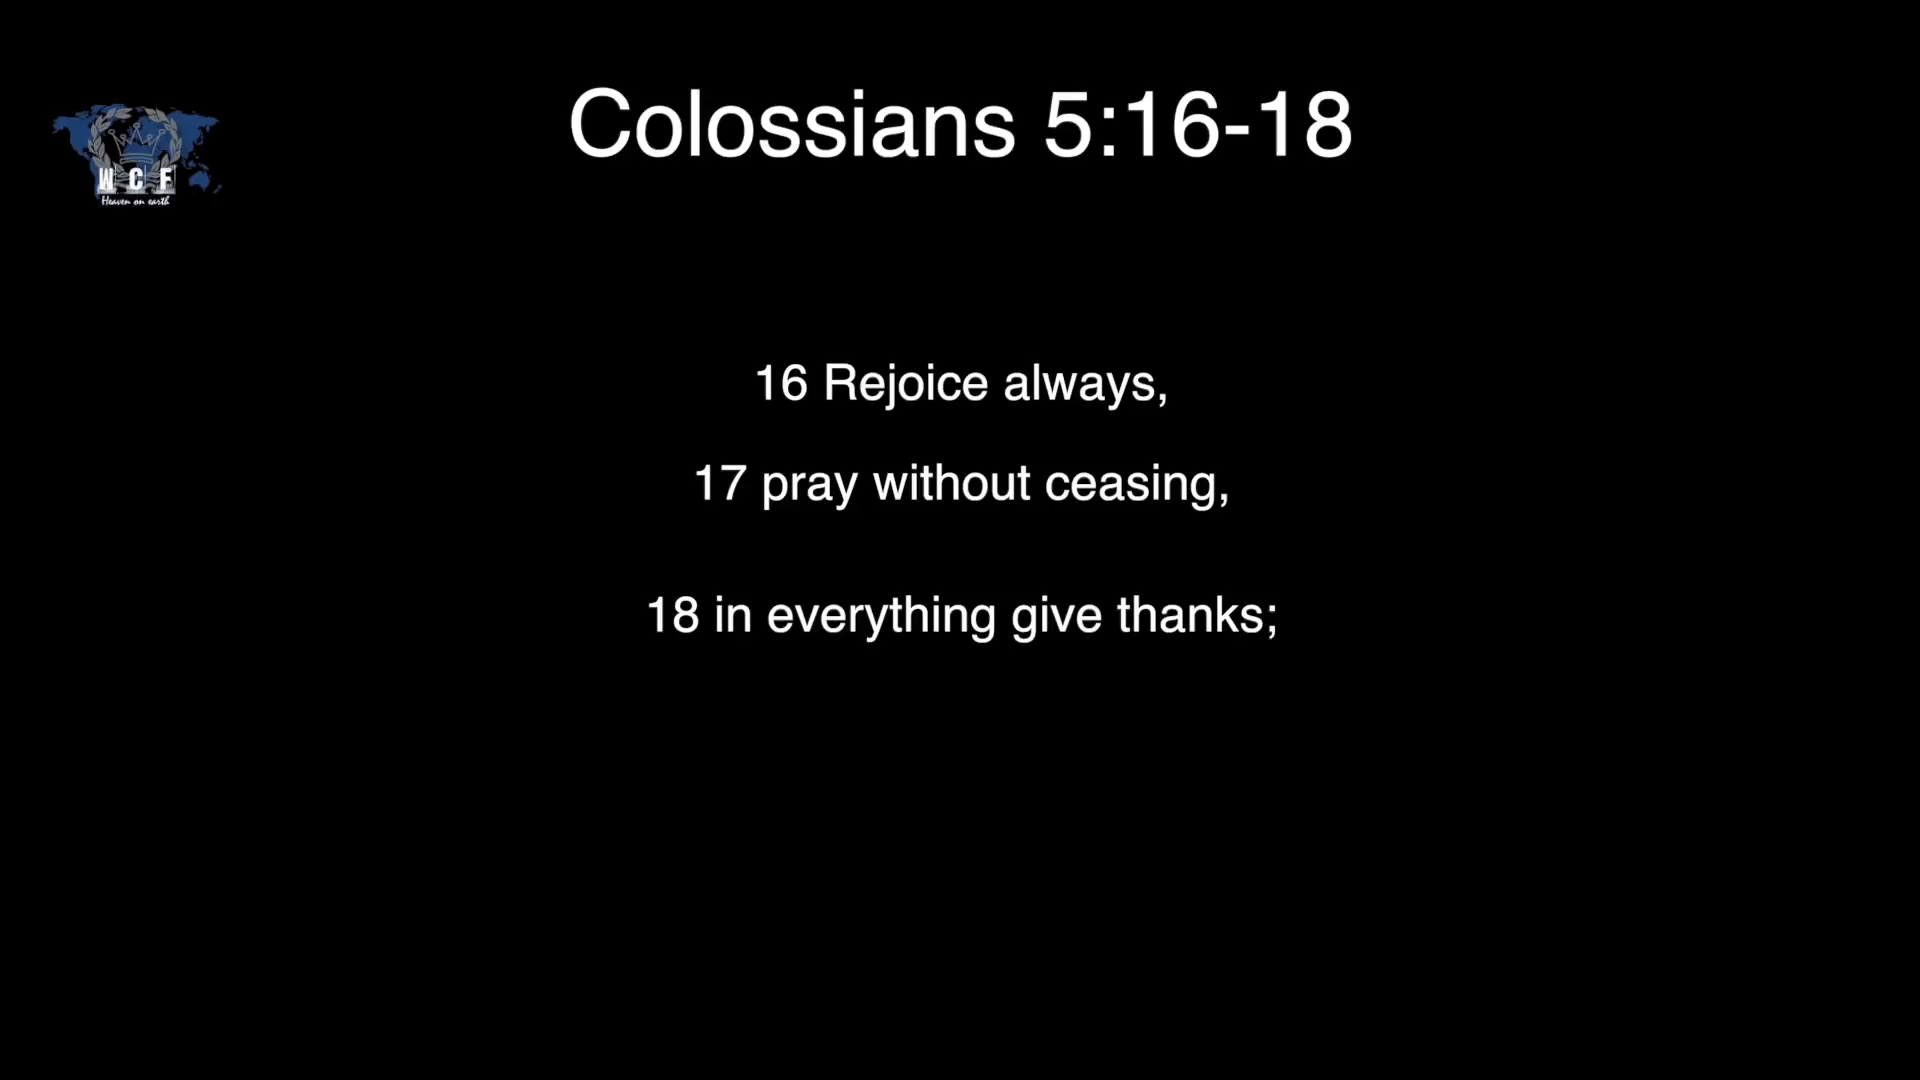 Colossians 5:16-18
W C F
Heaven on earth
16 Rejoice always,
17 pray without ceasing,
18 in everything give thanks;